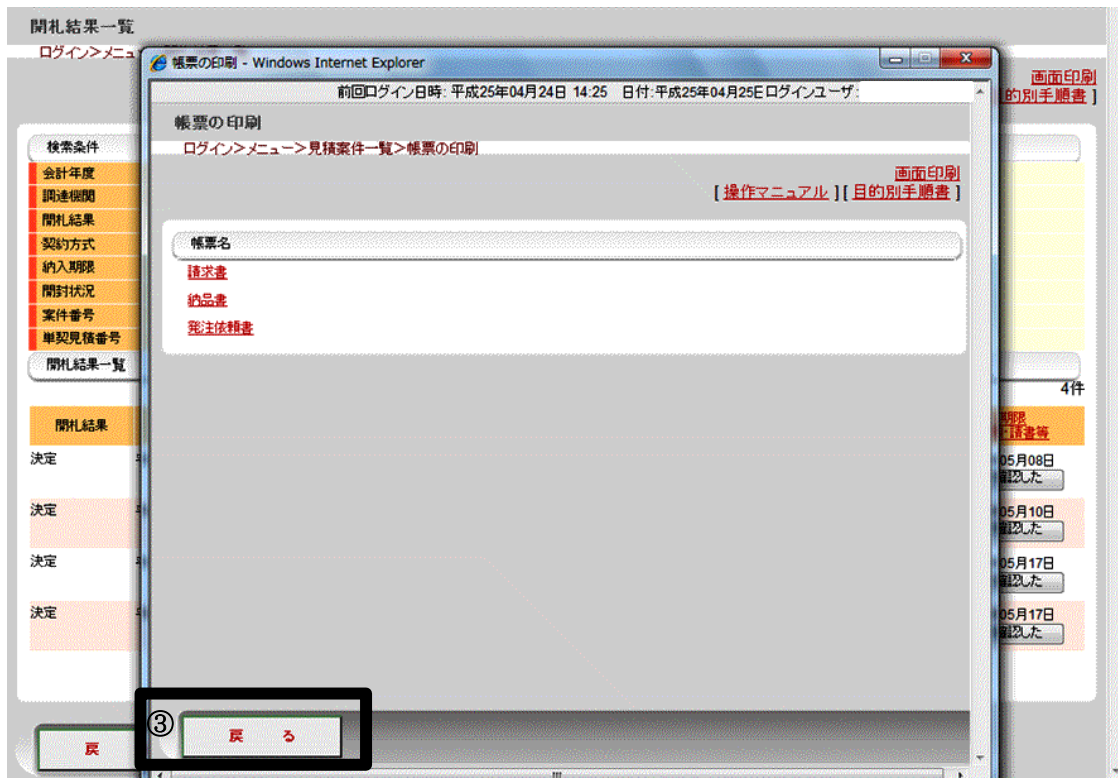 開札結果一覧
ログイン>メニュ
画面印刷
的別手順書 ]
検索条件
会計年度
調達機関
開札結果
契約方式
納入期限
開封状況
案件番号
単契見積番号
開札結果一覧
4件
開札結果
期限
・請書等
決定
05月08日
確認した
決定
05月10日
確認した
決定
05月17日
確認した
決定
05月17日
確認した
戻
帳票の印刷 - Windows Internet Explorer
前回ログイン日時: 平成25年04月24日 14:25 日付:平成25年04月25日 ログインユーザ:
帳票の印刷
ログイン>メニュー>見積案件一覧>帳票の印刷
画面印刷
[ 操作マニュアル ] [ 目的別手順書 ]
帳票名
請求書
納品書
発注依頼書
③
戻 る